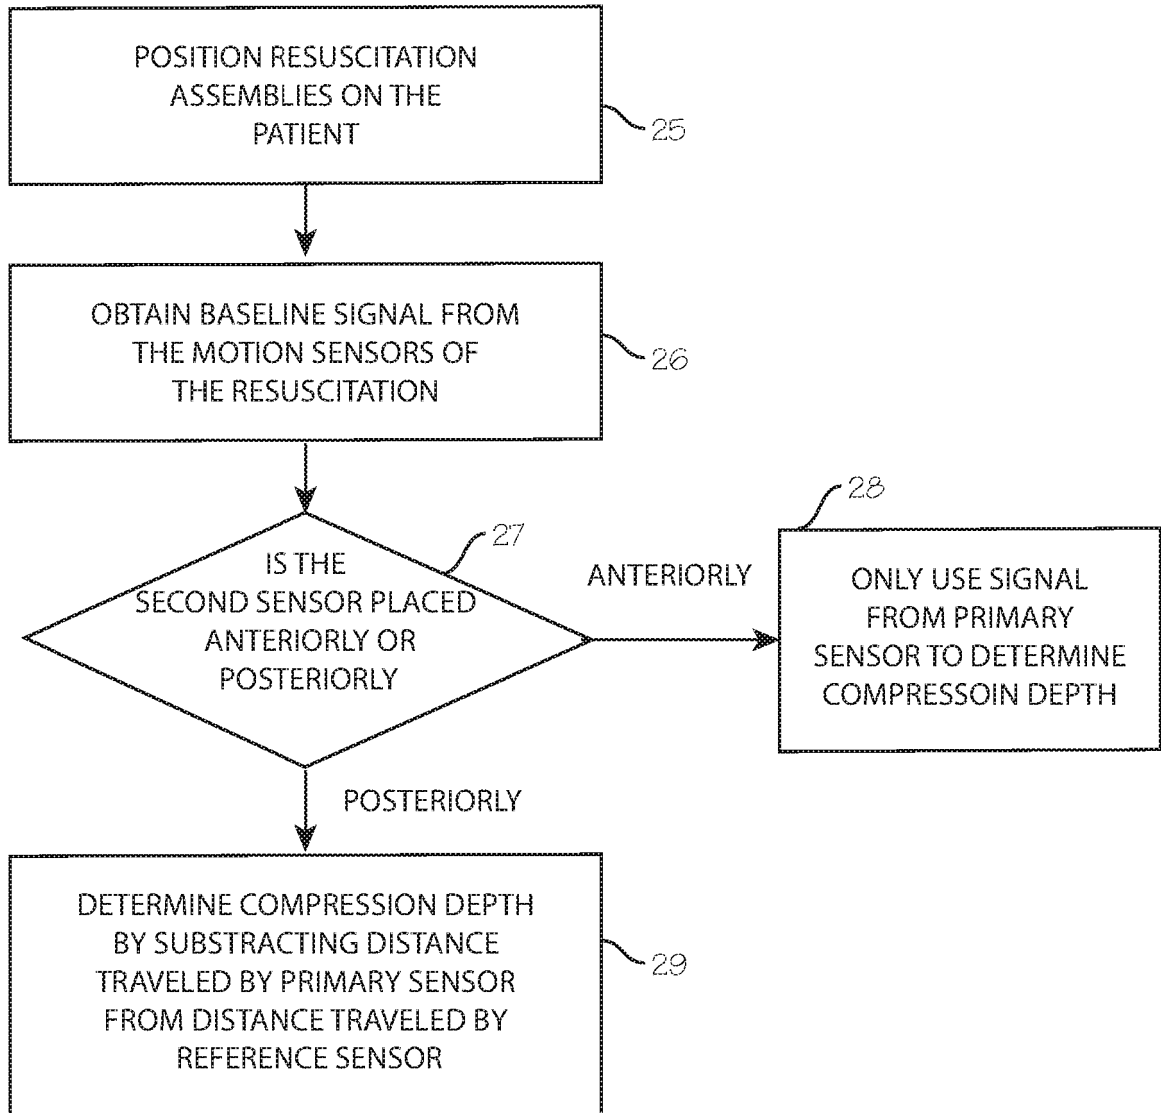 POSITION RESUSCITATION
ASSEMBLIES ON THE
PATIENT
25
OBTAIN BASELINE SIGNAL FROM
THE MOTION SENSORS OF
THE RESUSCITATION
26
IS THE
SECOND SENSOR PLACED
ANTERIORLY OR
POSTERIORLY
27
ANTERIORLY
28
ONLY USE SIGNAL
FROM PRIMARY
SENSOR TO DETERMINE
COMPRESSOIN DEPTH
POSTERIORLY
DETERMINE COMPRESSION DEPTH
BY SUBSTRACTING DISTANCE
TRAVELED BY PRIMARY SENSOR
FROM DISTANCE TRAVELED BY
REFERENCE SENSOR
29